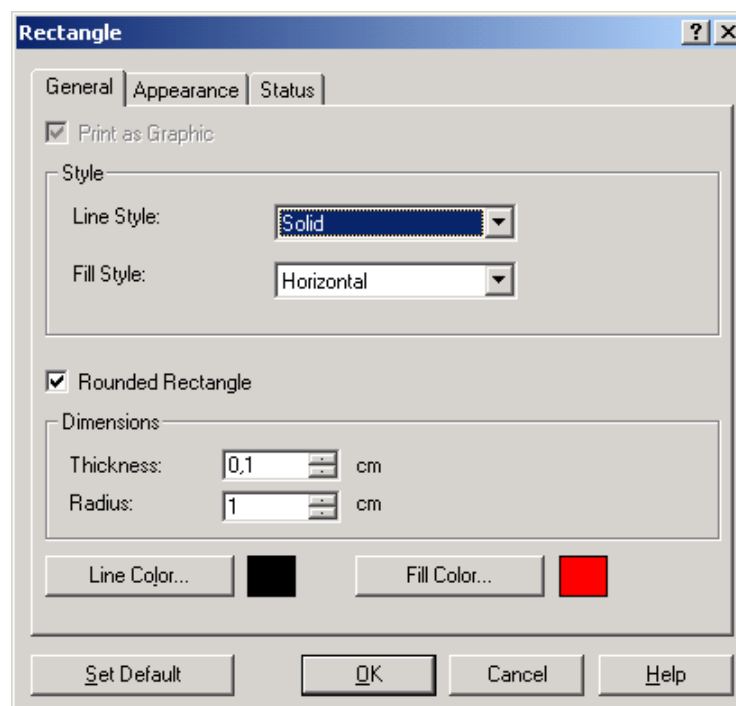 Rectangle
General Appearance Status
Print as Graphic
Style
Line Style: Solid
Fill Style: Horizontal
Rounded Rectangle
Dimensions
Thickness: 0,1 cm
Radius: 1 cm
Line Color... Fill Color...
Set Default OK Cancel Help